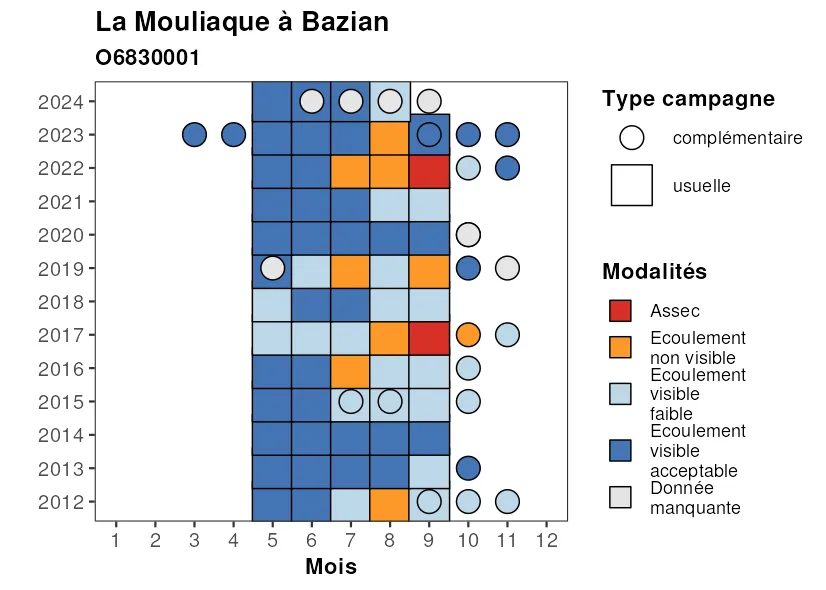 La Mouliaque à Bazian
O6830001
2024
2023
2022
2021
2020
2019
2018
2017
2016
2015
2014
2013
2012
1 2 3 4 5 6 7 8 9 10 11 12
Mois
Type campagne
complémentaire
usuelle
Modalités
Assec
Ecoulement
non visible
Ecoulement
visible
faible
Ecoulement
visible
acceptable
Donnée
manquante